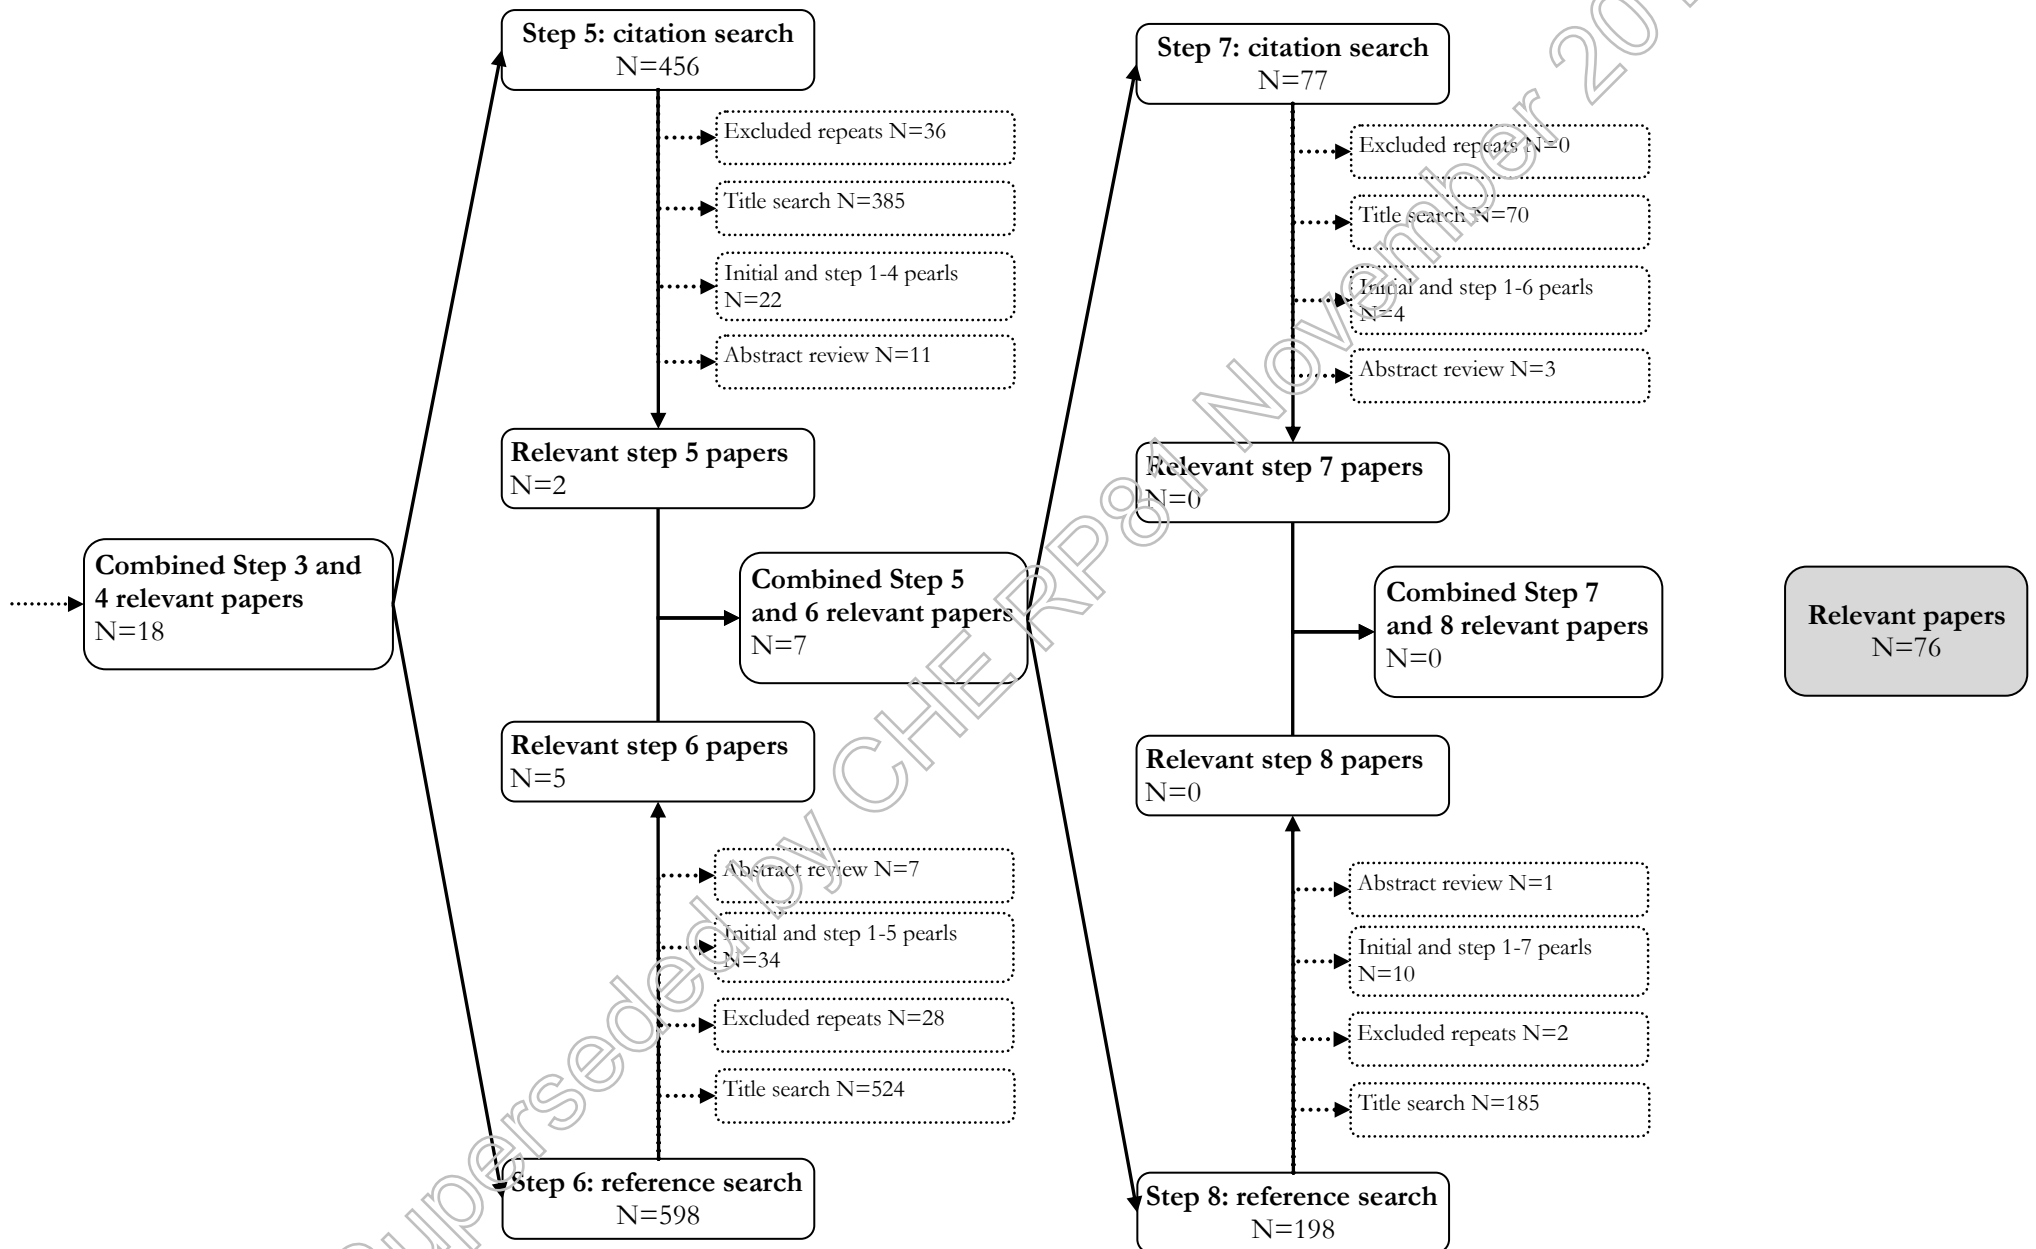 Step 5: citation search
N=456
Excluded repeats N=36
Title search N=385
Initial and step 1-4 pearls
N=22
Abstract review N=11
Relevant step 5 papers
N=2
Combined Step 3 and
4 relevant papers
N=18
Combined Step 5
and 6 relevant papers
N=7
Relevant step 6 papers
N=5
Abstract review N=7
Initial and step 1-5 pearls
N=34
Excluded repeats N=28
Title search N=524
Step 6: reference search
N=598
Step 7: citation search
N=77
Excluded repeats N=0
Title search N=70
Initial and step 1-6 pearls
N=4
Abstract review N=3
Relevant step 7 papers
N=0
Combined Step 7
and 8 relevant papers
N=0
Relevant step 8 papers
N=0
Abstract review N=1
Initial and step 1-7 pearls
N=10
Excluded repeats N=2
Title search N=185
Step 8: reference search
N=198
Relevant papers
N=76
Superseded by CHE RP81 November